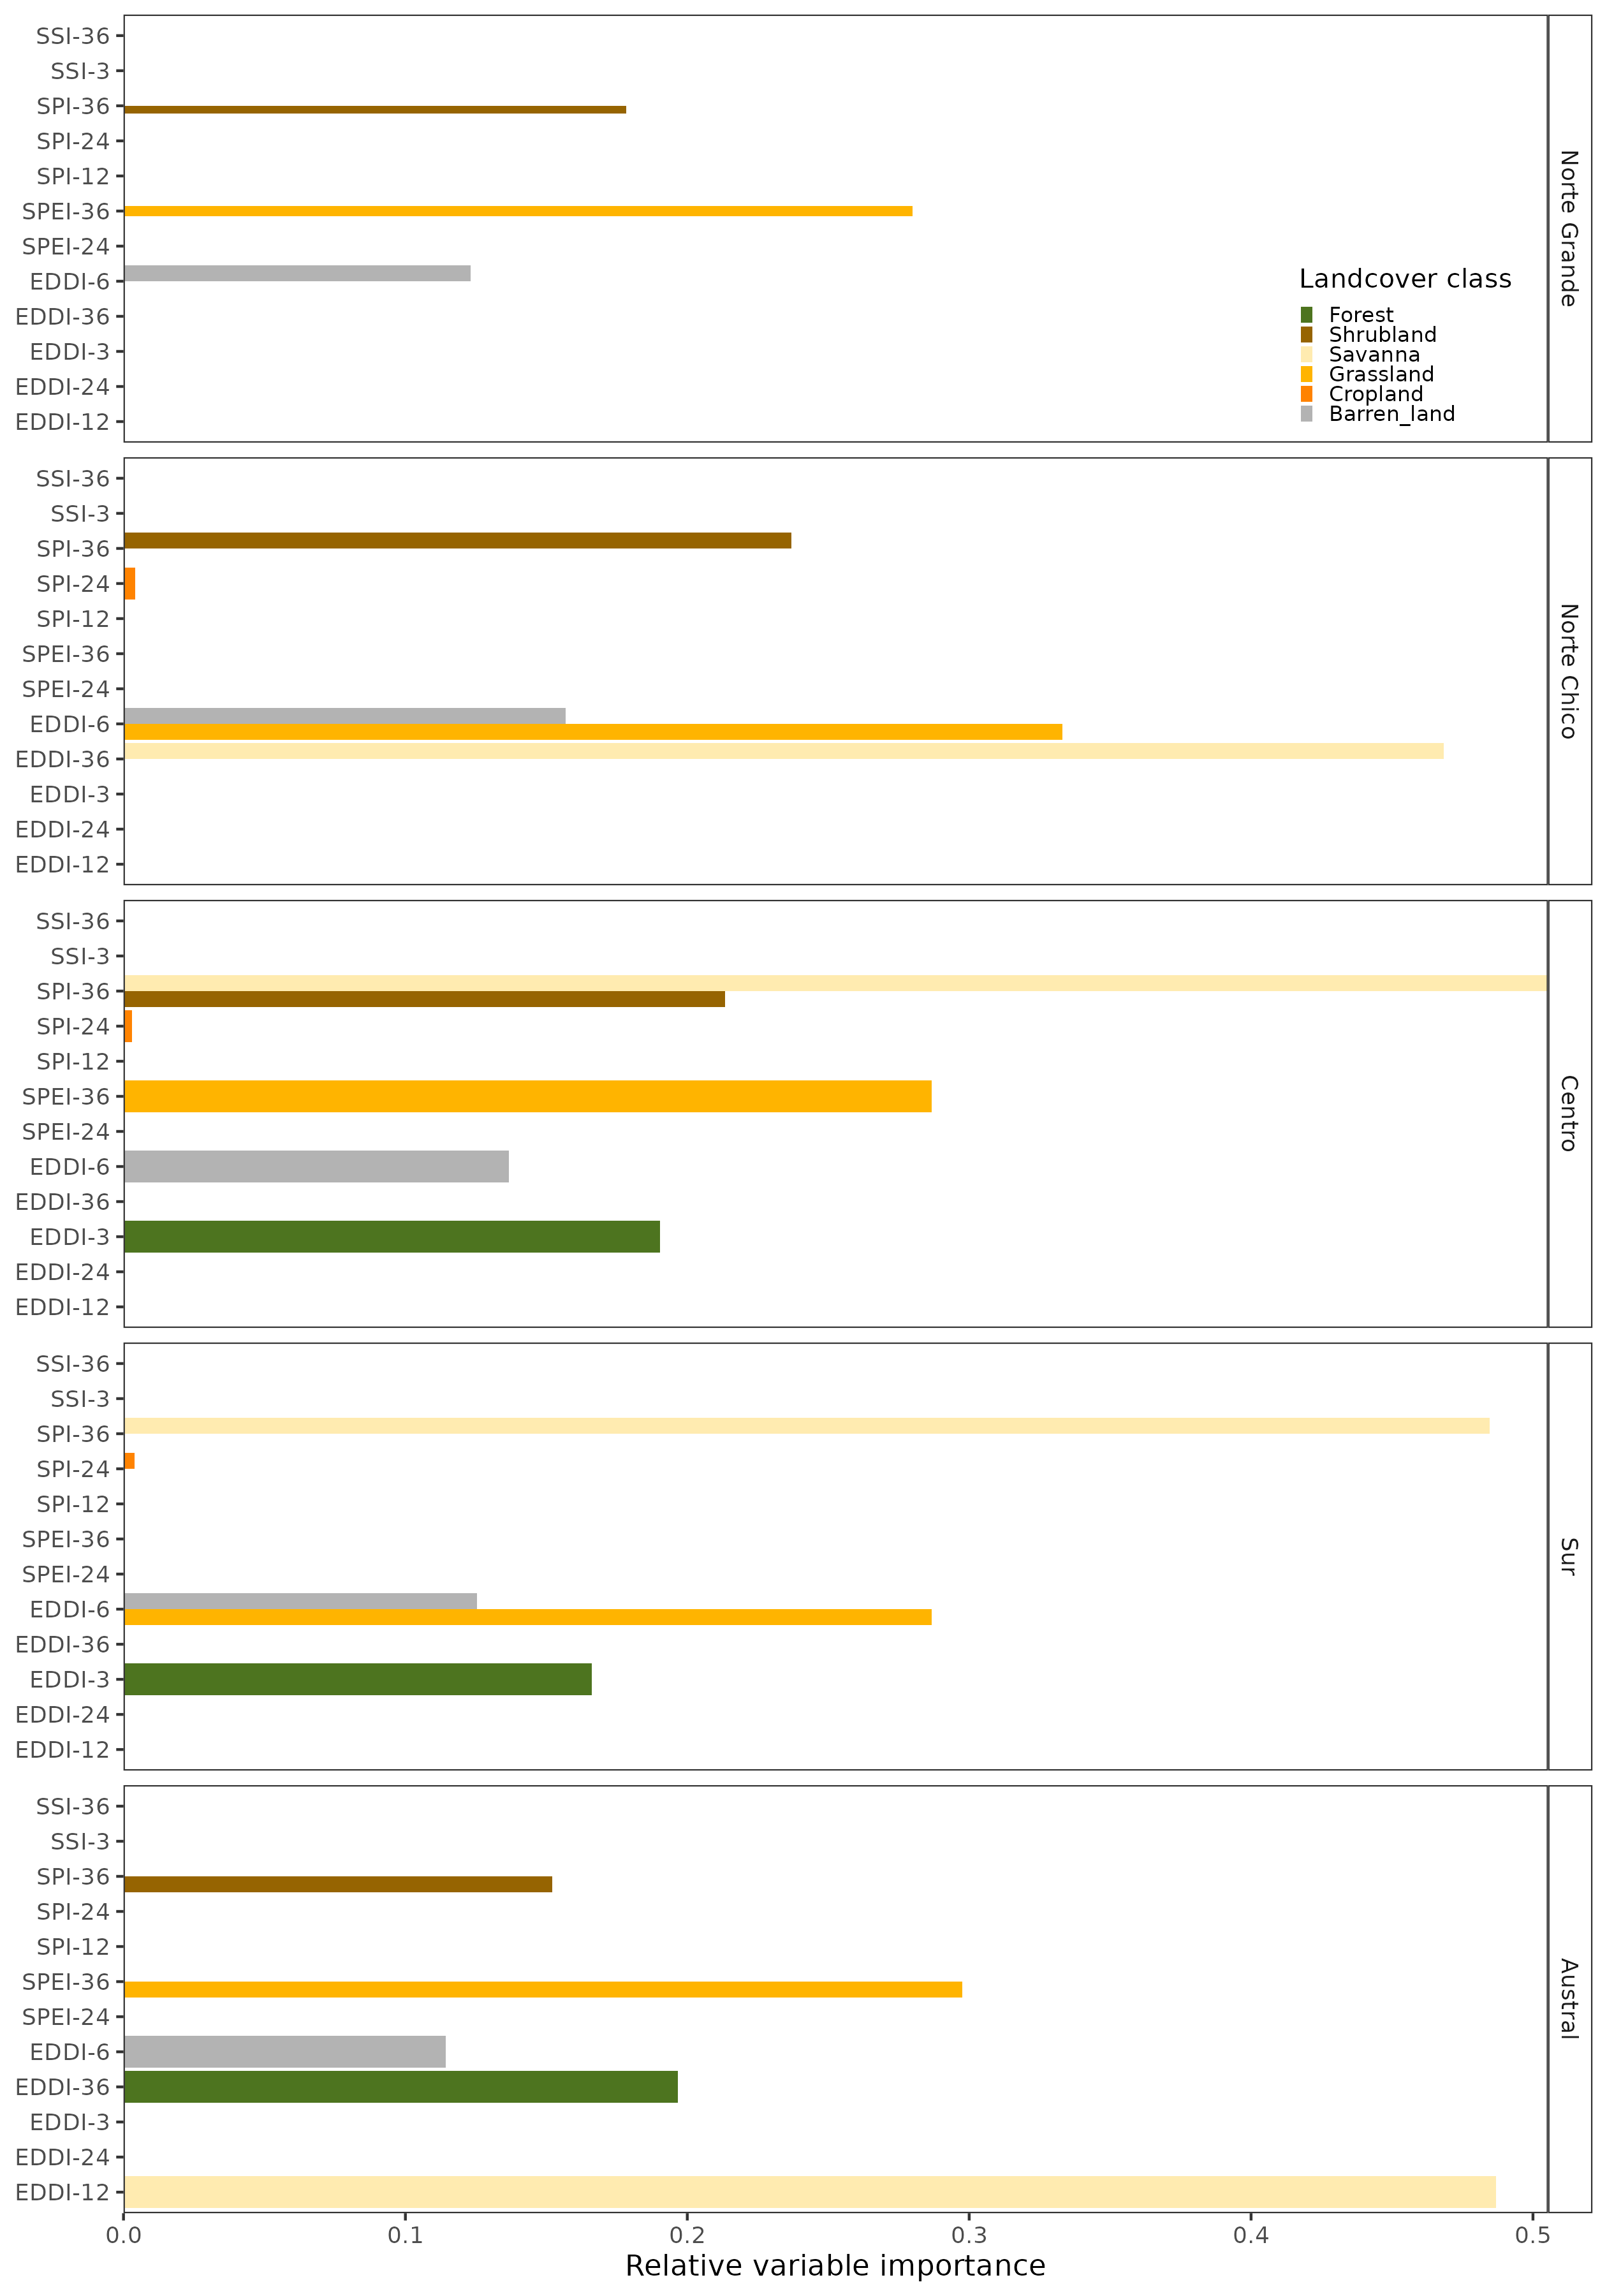 SSI-36
SSI-3
SPI-36
SPI-24
SPI-12
SPEI-36
SPEI-24
EDDI-6
EDDI-36
EDDI-3
EDDI-24
EDDI-12
Norte Grande
Landcover class
Forest
Shrubland
Savanna
Grassland
Cropland
Barren_land
SSI-36
SSI-3
SPI-36
SPI-24
SPI-12
SPEI-36
SPEI-24
EDDI-6
EDDI-36
EDDI-3
EDDI-24
EDDI-12
Norte Chico
SSI-36
SSI-3
SPI-36
SPI-24
SPI-12
SPEI-36
SPEI-24
EDDI-6
EDDI-36
EDDI-3
EDDI-24
EDDI-12
Centro
SSI-36
SSI-3
SPI-36
SPI-24
SPI-12
SPEI-36
SPEI-24
EDDI-6
EDDI-36
EDDI-3
EDDI-24
EDDI-12
Sur
SSI-36
SSI-3
SPI-36
SPI-24
SPI-12
SPEI-36
SPEI-24
EDDI-6
EDDI-36
EDDI-3
EDDI-24
EDDI-12
Austral
0.0 0.1 0.2 0.3 0.4 0.5
Relative variable importance